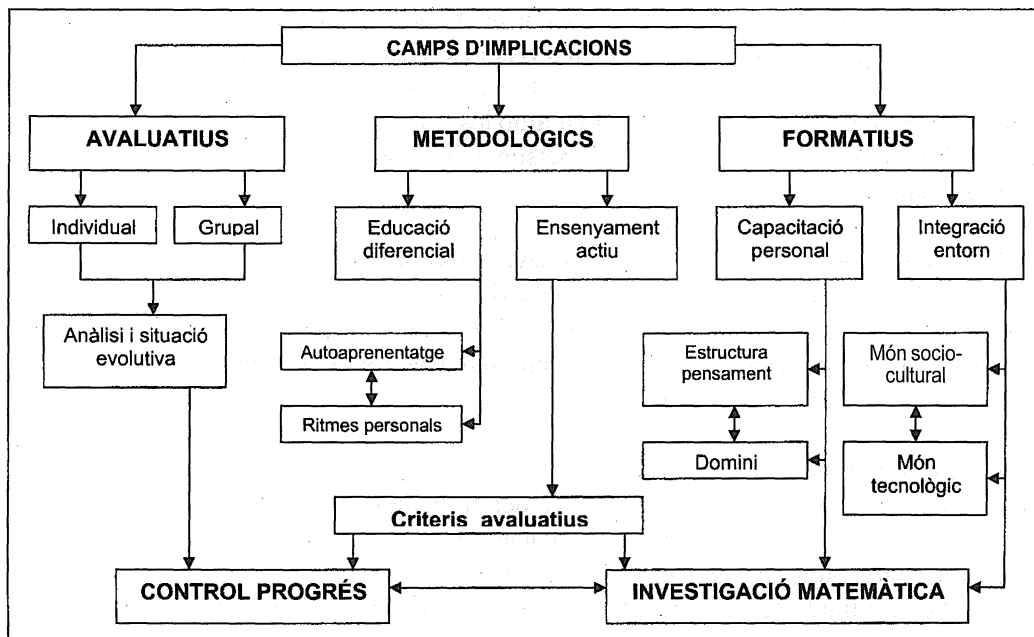 CAMPS D'IMPLICACIONS
AVALUATIUS
METODOLÒGICS
FORMATIUS
Individual
Grupal
Educació
diferencial
Ensenyament
actiu
Capacitació
personal
Integració
entorn
Anàlisi i situació
evolutiva
Autoaprenentatge
Ritmes personals
Estructura
pensament
Domini
Món socio-
cultural
Món
tecnològic
Criteris avaluatius
CONTROL PROGRÉS
INVESTIGACIÓ MATEMÀTICA